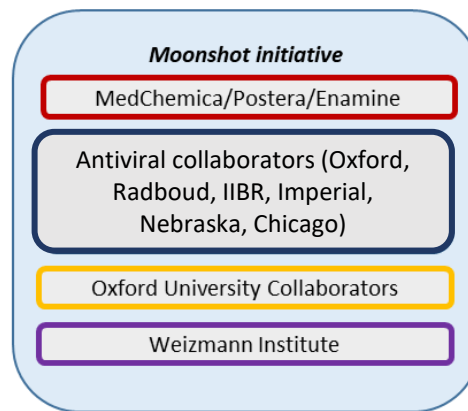 Moonshot initiative
MedChemica/Postera/Enamine
Antiviral collaborators (Oxford,
Radboud, IIBR, Imperial,
Nebraska, Chicago)
Oxford University Collaborators
Weizmann Institute